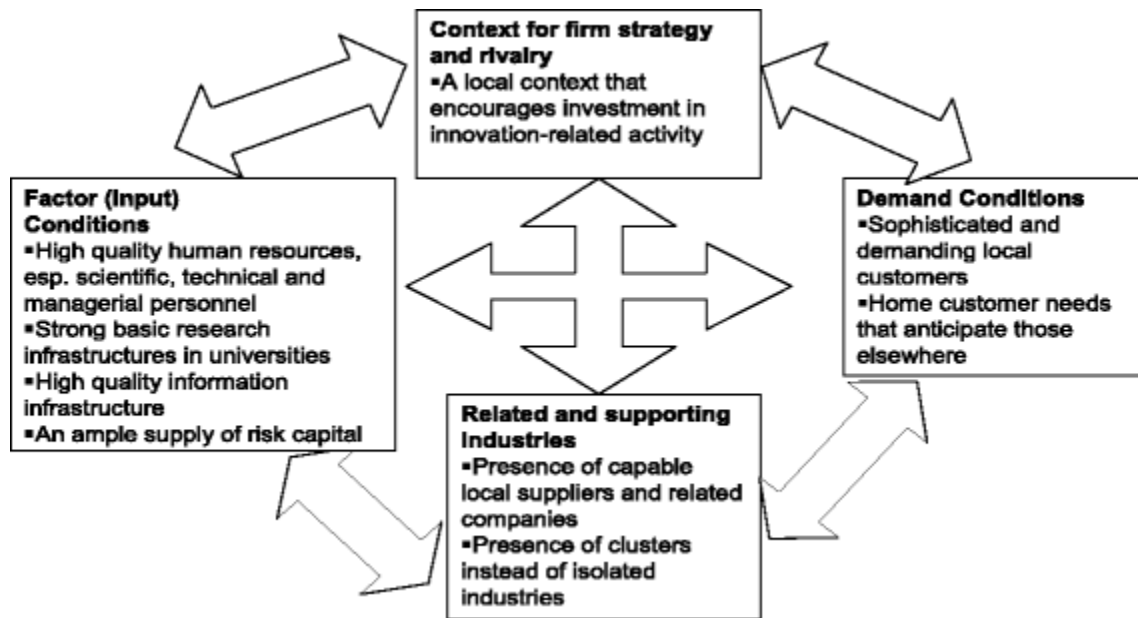 Context for firm strategy
and rivalry
▪A local context that
encourages investment in
innovation-related activity
Factor (Input)
Conditions
▪High quality human resources,
esp. scientific, technical and
managerial personnel
▪Strong basic research
infrastructures in universities
▪High quality information
infrastructure
▪An ample supply of risk capital
Demand Conditions
▪Sophisticated and
demanding local
customers
▪Home customer needs
that anticipate those
elsewhere
Related and supporting
Industries
▪Presence of capable
local suppliers and related
companies
▪Presence of clusters
instead of isolated
industries